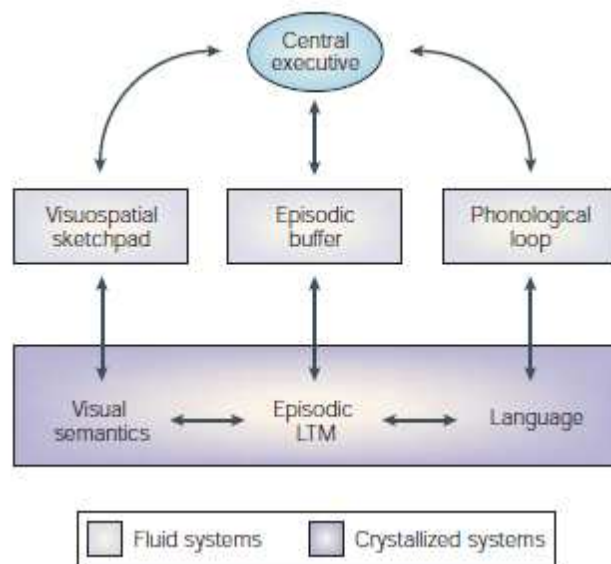 Central
executive
Visuospatial
sketchpad
Episodic
buffer
Phonological
loop
Visual
semantics
Episodic
LTM
Language
Fluid systems
Crystallized systems